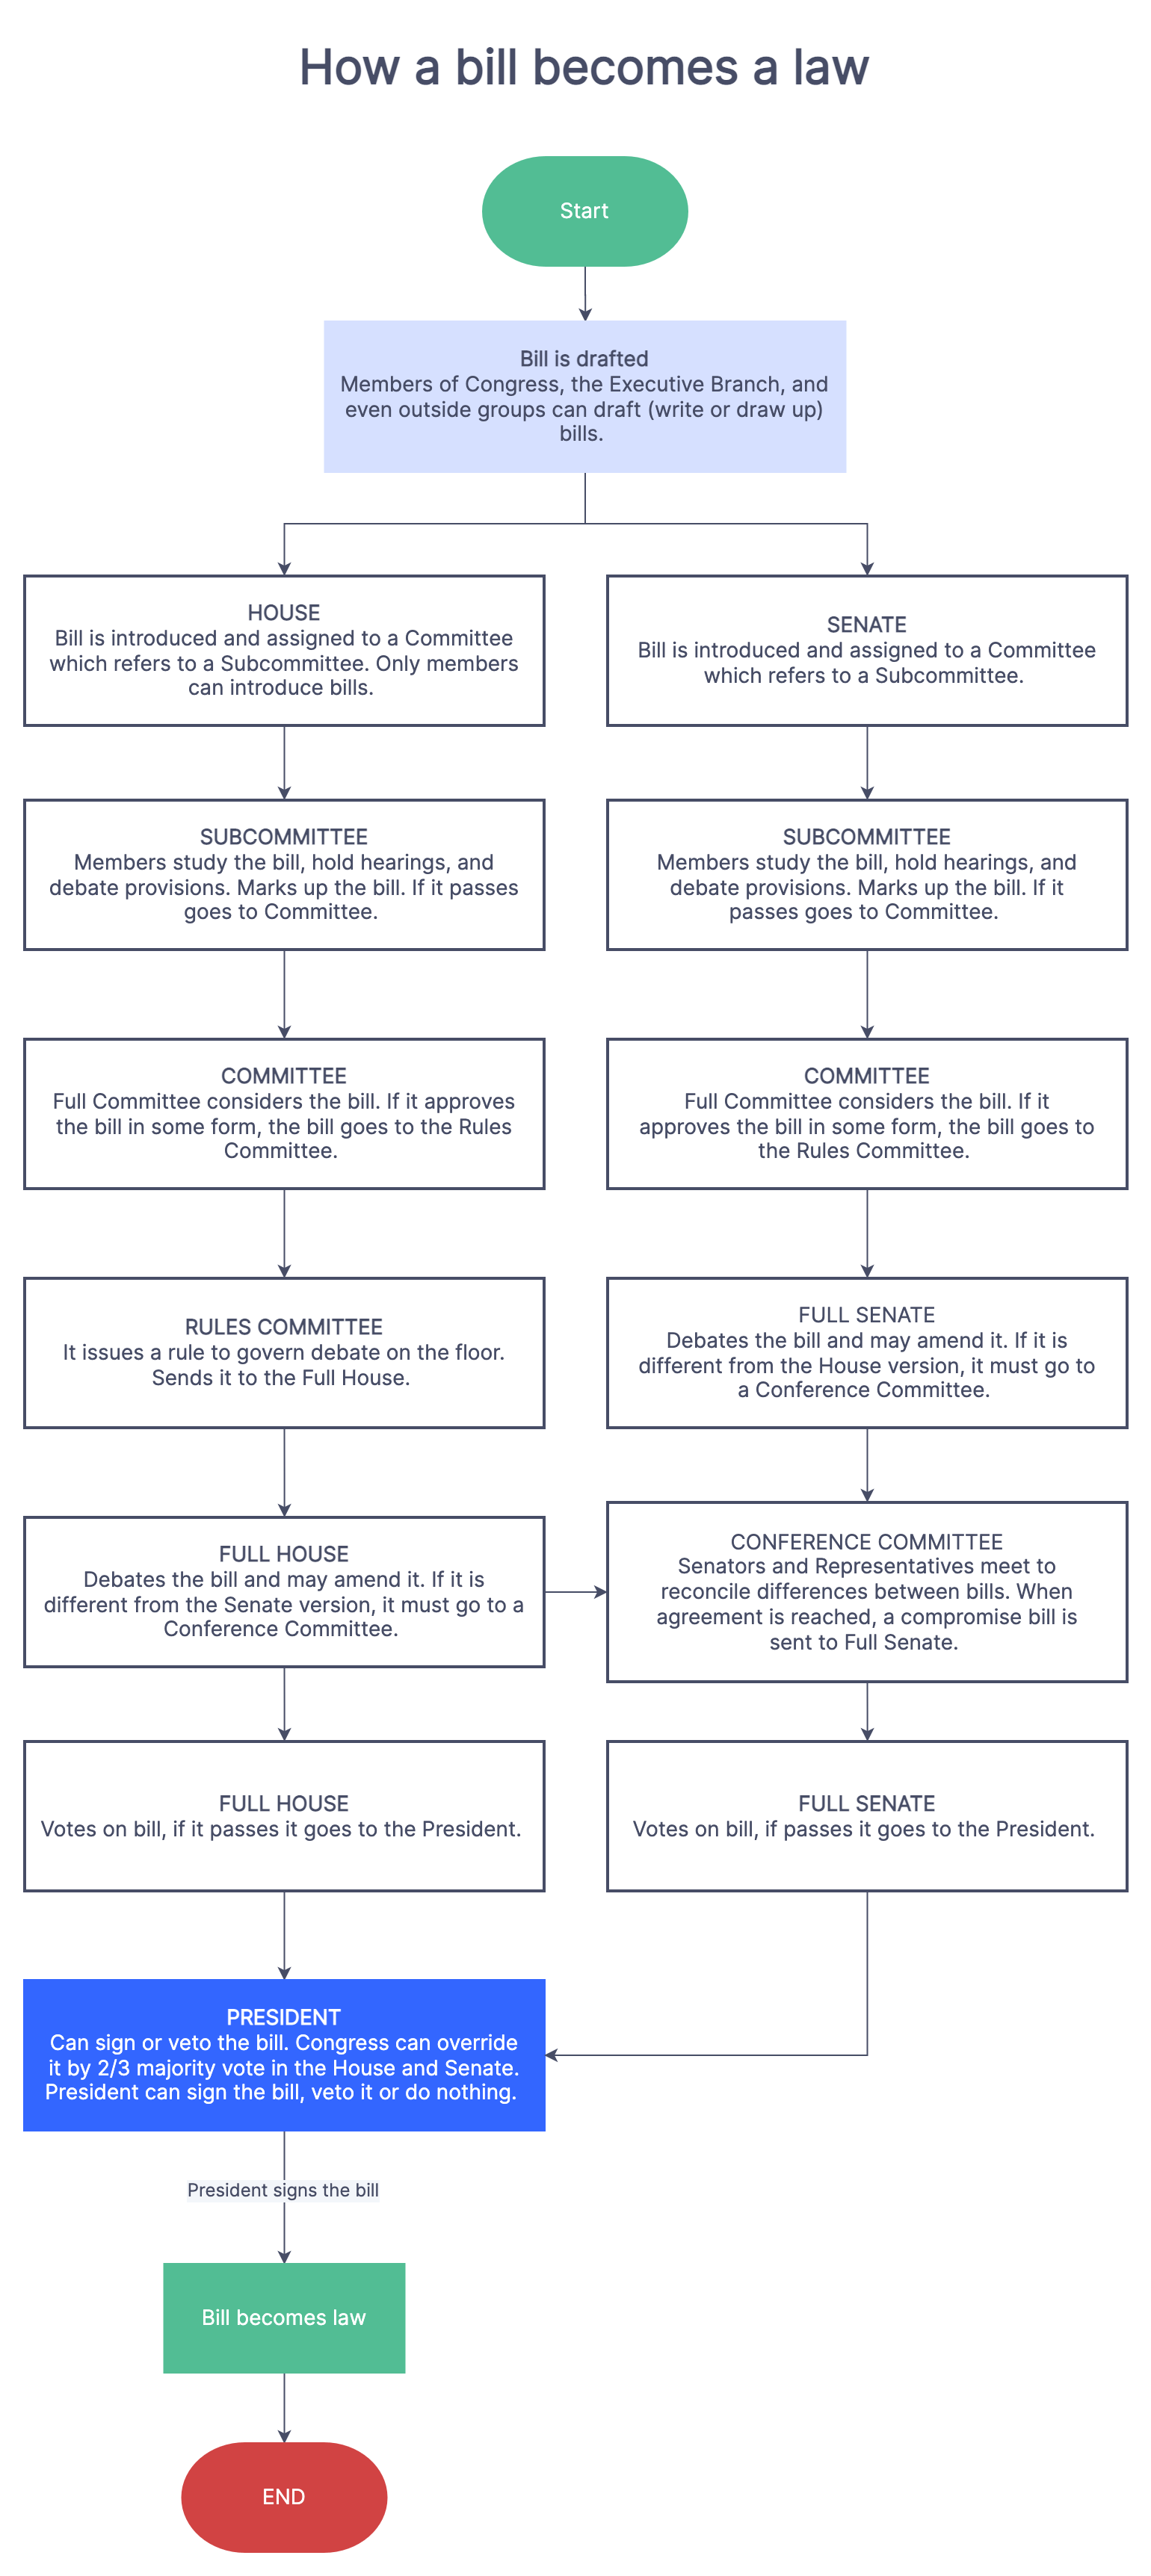 How a bill becomes a law
Start
Bill is drafted
Members of Congress, the Executive Branch, and
even outside groups can draft (write or draw up)
bills.
HOUSE
Bill is introduced and assigned to a Committee
which refers to a Subcommittee. Only members
can introduce bills.
SENATE
Bill is introduced and assigned to a Committee
which refers to a Subcommittee.
SUBCOMMITTEE
Members study the bill, hold hearings, and
debate provisions. Marks up the bill. If it passes
goes to Committee.
SUBCOMMITTEE
Members study the bill, hold hearings, and
debate provisions. Marks up the bill. If it
passes goes to Committee.
COMMITTEE
Full Committee considers the bill. If it approves
the bill in some form, the bill goes to the Rules
Committee.
COMMITTEE
Full Committee considers the bill. If it
approves the bill in some form, the bill goes to
the Rules Committee.
RULES COMMITTEE
It issues a rule to govern debate on the floor.
Sends it to the Full House.
FULL SENATE
Debates the bill and may amend it. If it is
different from the House version, it must go to
a Conference Committee.
FULL HOUSE
Debates the bill and may amend it. If it is
different from the Senate version, it must go to a
Conference Committee.
CONFERENCE COMMITTEE
Senators and Representatives meet to
reconcile differences between bills. When
agreement is reached, a compromise bill is
sent to Full Senate.
FULL HOUSE
Votes on bill, if it passes it goes to the President.
FULL SENATE
Votes on bill, if passes it goes to the President.
PRESIDENT
Can sign or veto the bill. Congress can override
it by 2/3 majority vote in the House and Senate.
President can sign the bill, veto it or do nothing.
President signs the bill
Bill becomes law
END